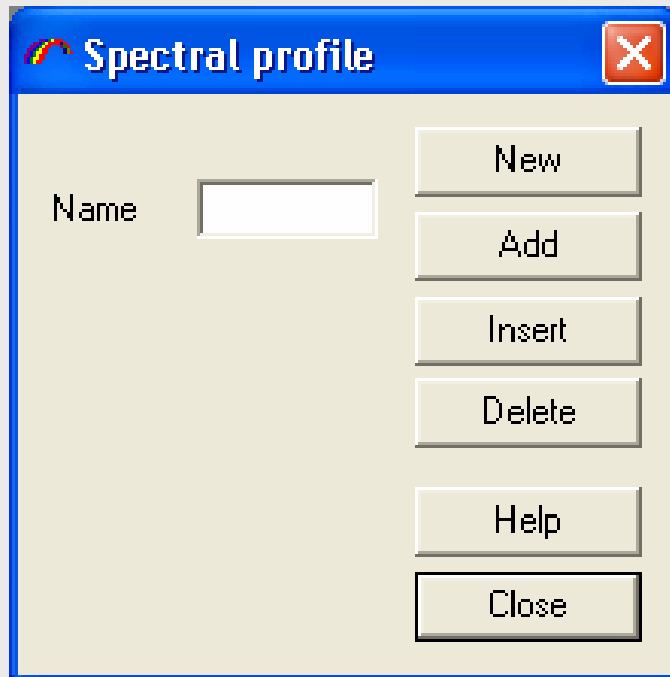 Spectral profile
Name
New
Add
Insert
Delete
Help
Close